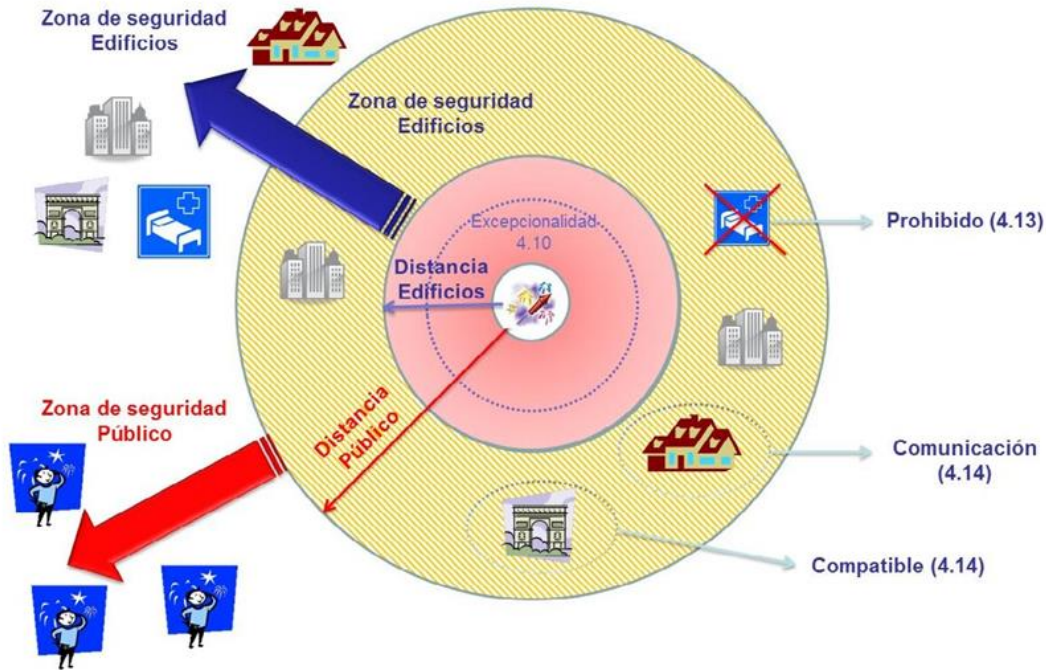 Zona de seguridad
Edificios
Zona de seguridad
Edificios
Excepcionalidad
4.10
Distancia
Edificios
Prohibido (4.13)
Distancia
Público
Zona de seguridad
Público
Comunicación
(4.14)
Compatible (4.14)